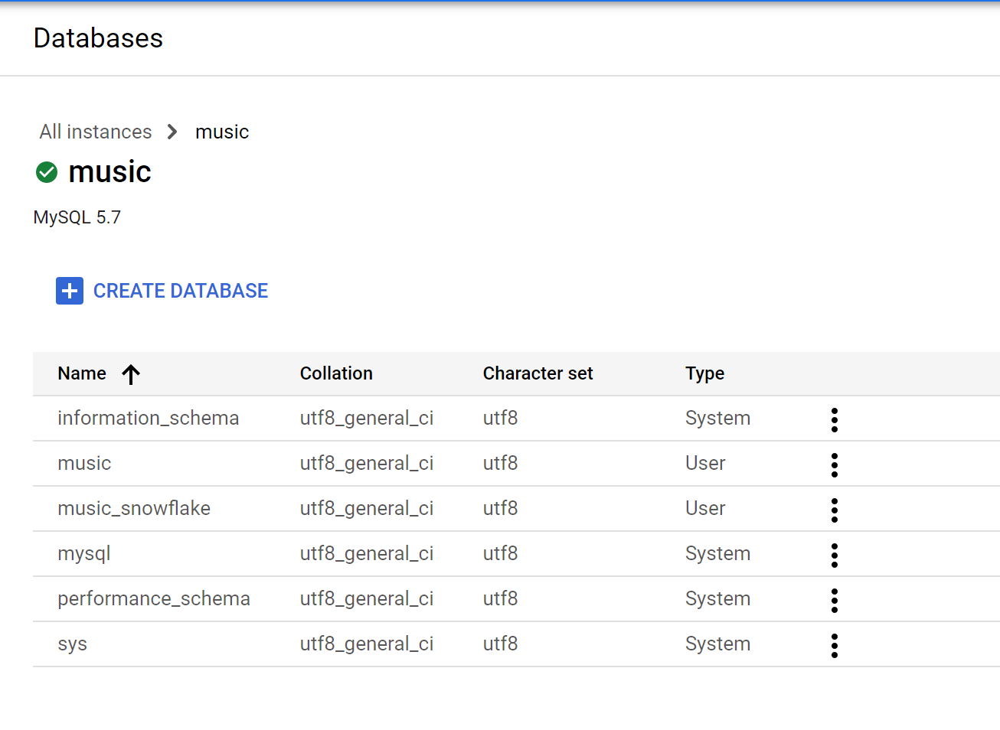 Databases
All instances music
music
MySQL 5.7
CREATE DATABASE
Name Collation Character set Type
information_schema utf8_general_ci utf8 System
music utf8_general_ci utf8 User
music_snowflake utf8_general_ci utf8 User
mysql utf8_general_ci utf8 System
performance_schema utf8_general_ci utf8 System
sys utf8_general_ci utf8 System